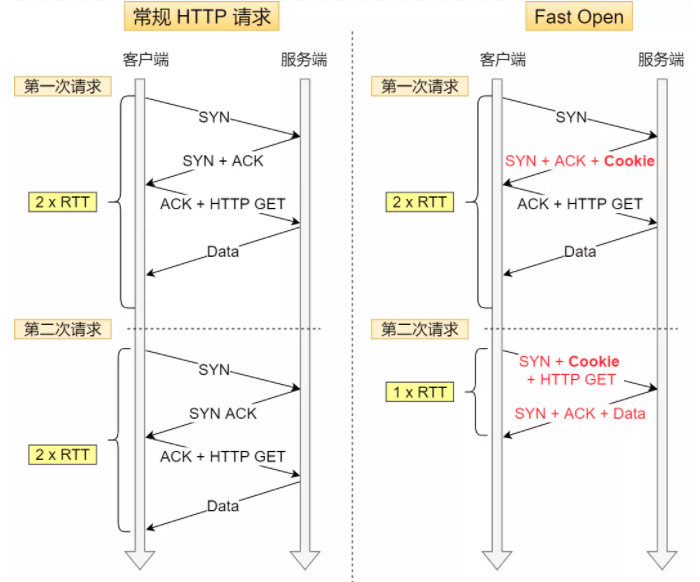 常规 HTTP 请求
客户端
服务端
第一次请求
SYN
SYN + ACK
2 x RTT
ACK + HTTP GET
Data
第二次请求
SYN
SYN ACK
2 x RTT
ACK + HTTP GET
Data
Fast Open
客户端
服务端
第一次请求
SYN
SYN + ACK + Cookie
2 x RTT
ACK + HTTP GET
Data
第二次请求
SYN + Cookie
+ HTTP GET
1 x RTT
SYN + ACK + Data